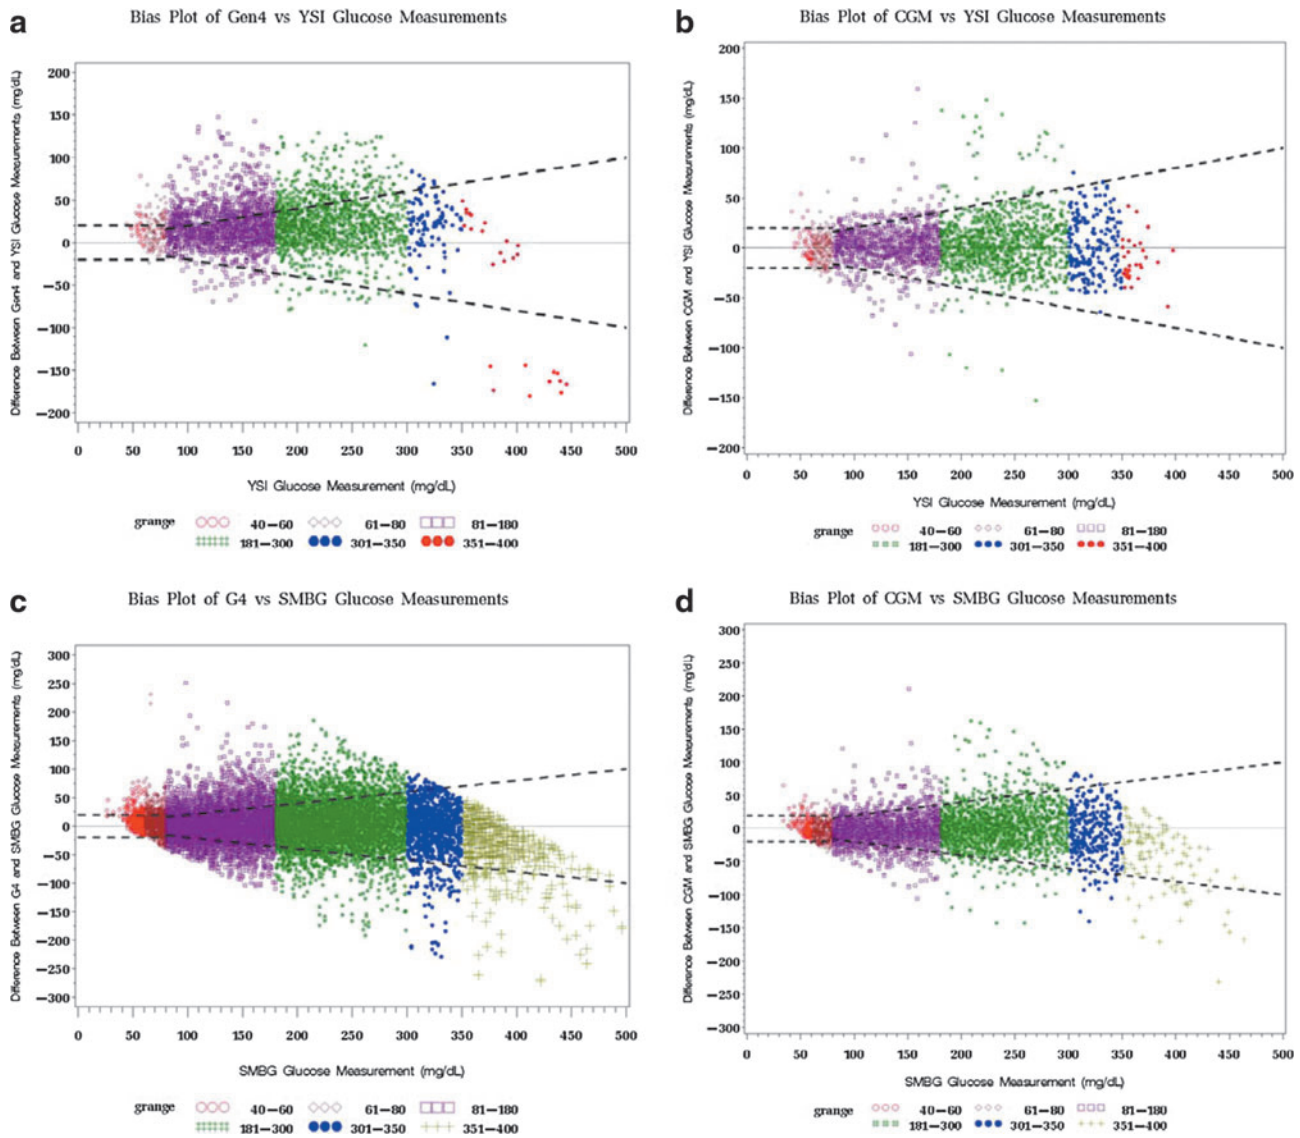 a
Bias Plot of Gen4 vs YSI Glucose Measurements
Difference Between Gen4 and YSI Glucose Measurements (mg/dL)
200
150
100
50
0
−50
−100
−150
−200
0 50 100 150 200 250 300 350 400 450 500
YSI Glucose Measurement (mg/dL)
grange 40−60 61−80 81−180
181−300 301−350 351−400
b
Bias Plot of CGM vs YSI Glucose Measurements
Difference Between CGM and YSI Glucose Measurements (mg/dL)
200
150
100
50
0
−50
−100
−150
−200
0 50 100 150 200 250 300 350 400 450 500
YSI Glucose Measurement (mg/dL)
grange 40−60 61−80 81−180
181−300 301−350 351−400
c
Bias Plot of G4 vs SMBG Glucose Measurements
Difference Between G4 and SMBG Glucose Measurements (mg/dL)
300
250
200
150
100
50
0
−50
−100
−150
−200
−250
−300
0 50 100 150 200 250 300 350 400 450 500
SMBG Glucose Measurement (mg/dL)
grange 40−60 61−80 81−180
181−300 301−350 351−400
d
Bias Plot of CGM vs SMBG Glucose Measurements
Difference Between CGM and SMBG Glucose Measurements (mg/dL)
300
250
200
150
100
50
0
−50
−100
−150
−200
−250
−300
0 50 100 150 200 250 300 350 400 450 500
SMBG Glucose Measurement (mg/dL)
grange 40−60 61−80 81−180
181−300 301−350 351−400